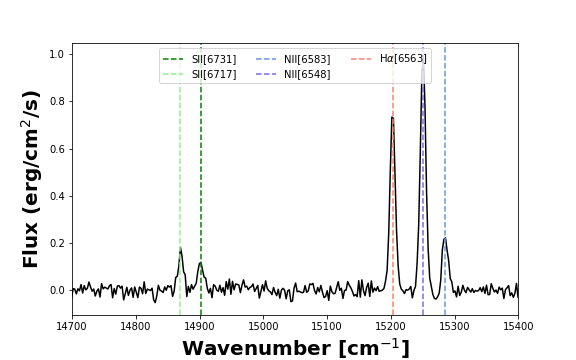 SII[6731] NII[6583] Hα[6563]
SII[6717] NII[6548]
1.0
0.8
0.6
0.4
0.2
0.0
Flux (erg/cm²/s)
14700 14800 14900 15000 15100 15200 15300 15400
Wavenumber [cm⁻¹]